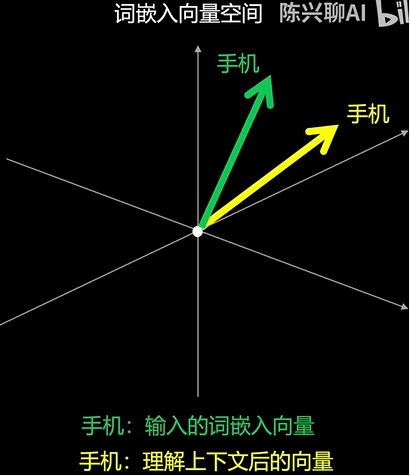 词嵌入向量空间 陈兴聊AI bil
手机
手机
手机：输入的词嵌入向量
手机：理解上下文后的向量